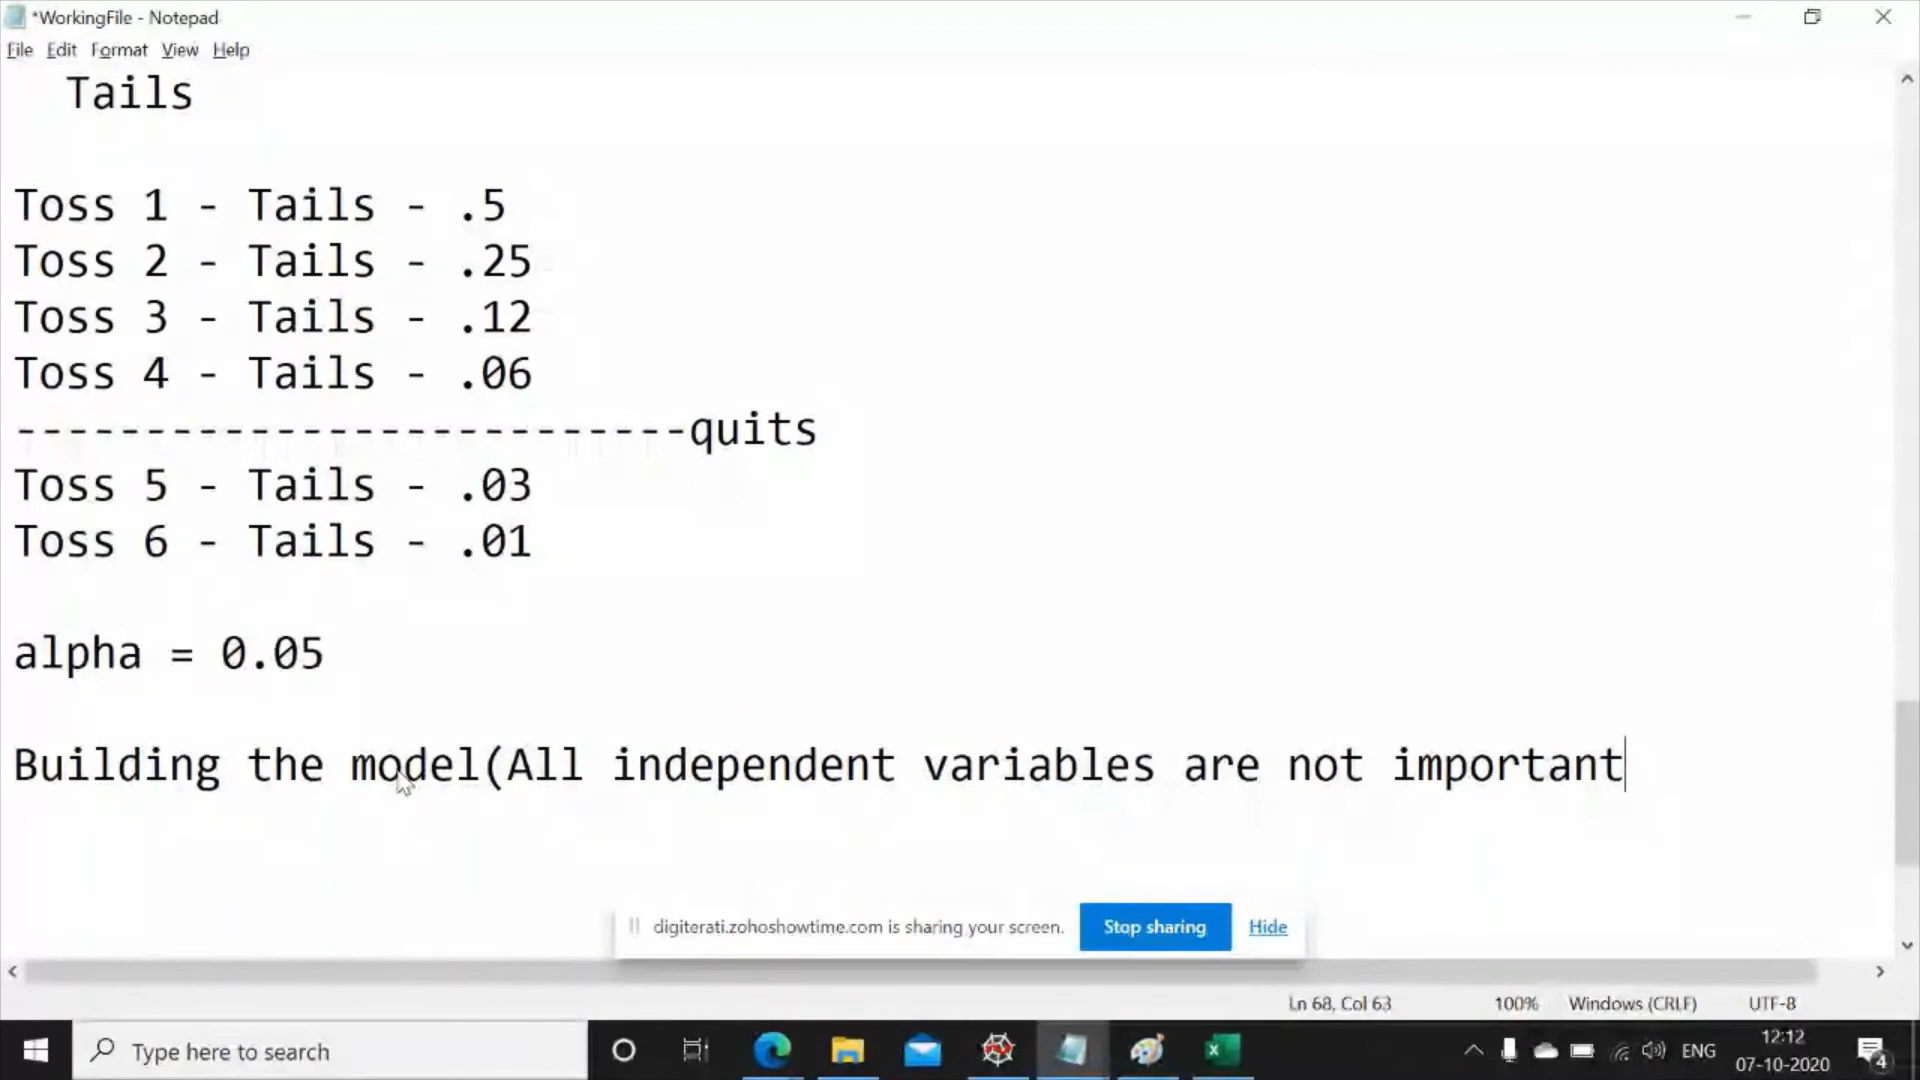 *WorkingFile - Notepad
File Edit Format View Help
Tails
Toss 1 - Tails - .5
Toss 2 - Tails - .25
Toss 3 - Tails - .12
Toss 4 - Tails - .06
--------------------------quits
Toss 5 - Tails - .03
Toss 6 - Tails - .01
alpha = 0.05
Building the model(All independent variables are not important
digiterati.zohoshowtime.com is sharing your screen. Stop sharing Hide
Ln 68, Col 63 100% Windows (CRLF) UTF-8
Type here to search
ENG
12:12
07-10-2020
4